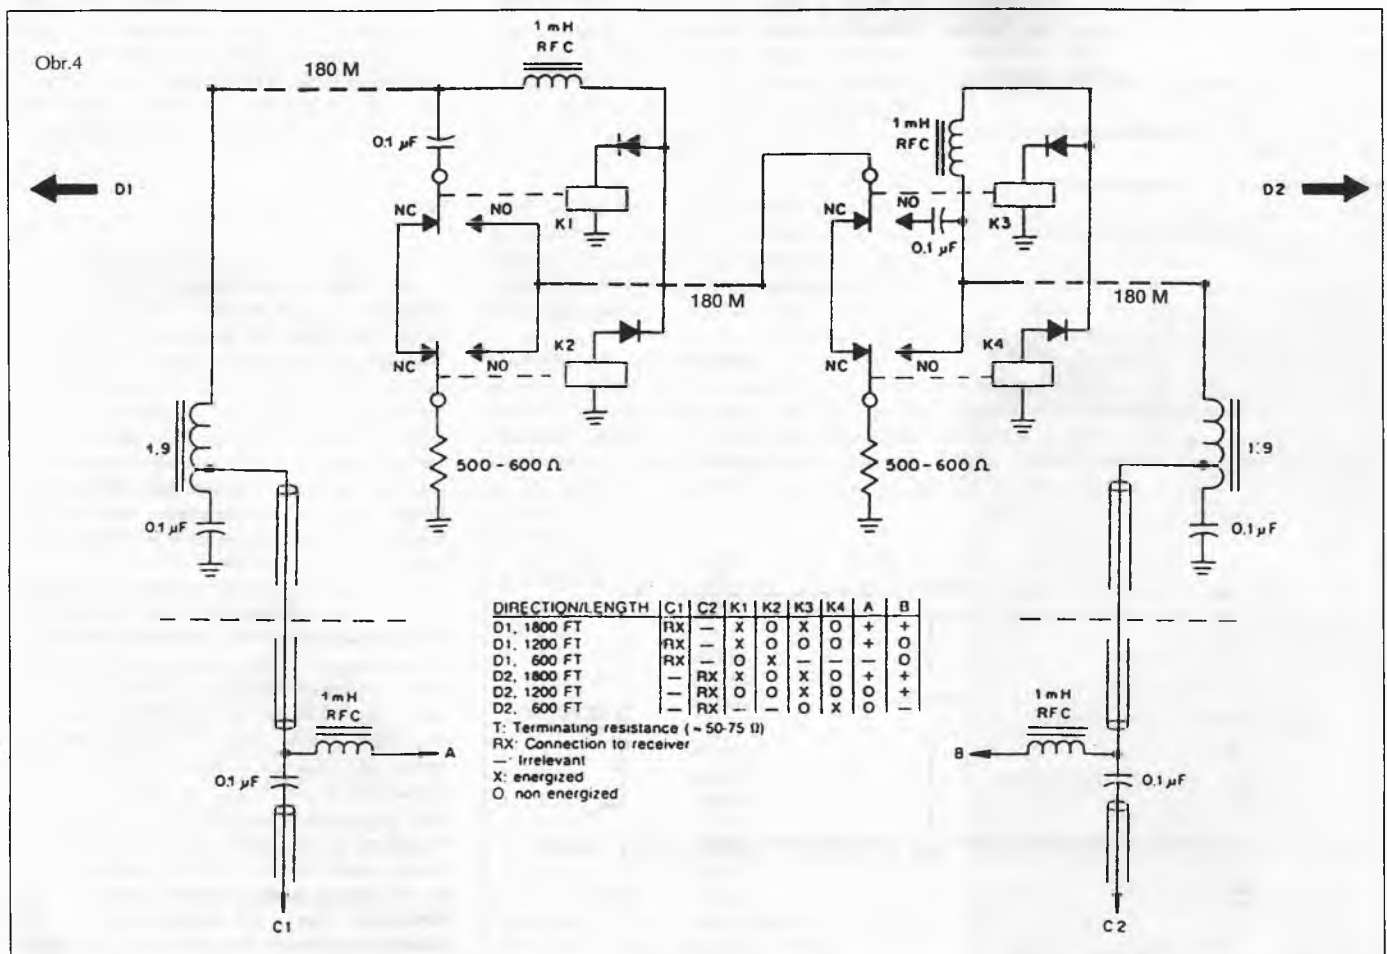 Obr.4
1 mH
RFC
180 M
0.1 µF
D1
NC
NO
K1
K2
NC
NO
180 M
500-600 Ω
1:9
0.1 µF
1mH
RFC
NC
NO
0.1 µF
K3
D2
K4
NO
NC
180 M
500-600 Ω
1:9
0.1 µF
DIRECTION/LENGTH C1 C2 K1 K2 K3 K4 A B
D1, 1800 FT RX — X O X O + +
D1, 1200 FT RX — X O O O + O
D1, 600 FT RX — O X — — — O
D2, 1800 FT — RX X O X O + +
D2, 1200 FT — RX O O X O O +
D2, 600 FT — RX — — O X O —
T: Terminating resistance (~ 50-75 Ω)
RX: Connection to receiver
—: Irrelevant
X: energized
O: non energized
1 mH
RFC
A
0.1 µF
C1
1 mH
RFC
B
0.1 µF
C2